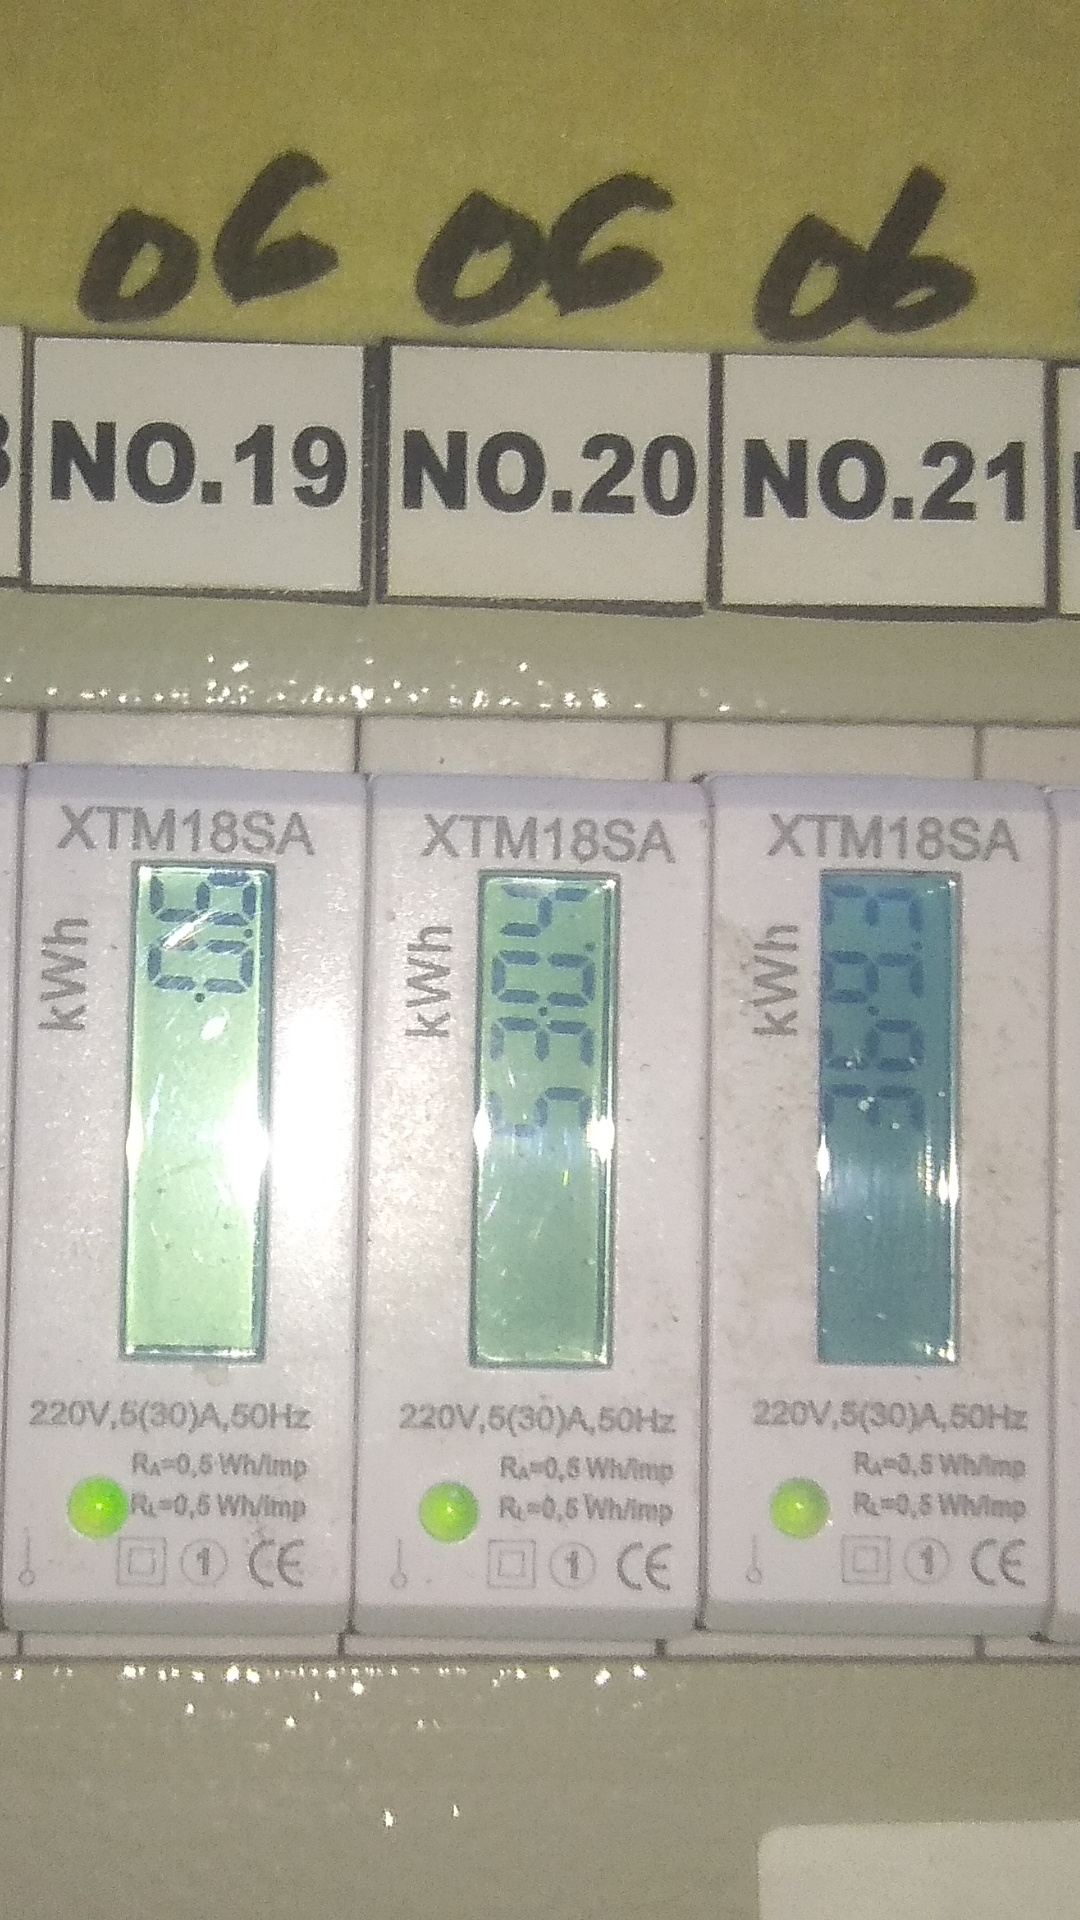 06 06 06
NO.19 NO.20 NO.21
XTM18SA XTM18SA XTM18SA
kWh kWh kWh
220V,5(30)A,50Hz 220V,5(30)A,50Hz 220V,5(30)A,50Hz
RA=0,5 Wh/imp RA=0,5 Wh/imp RA=0,5 Wh/imp
RL=0,5 Wh/imp RL=0,5 Wh/imp RL=0,5 Wh/imp
1 CE 1 CE 1 CE